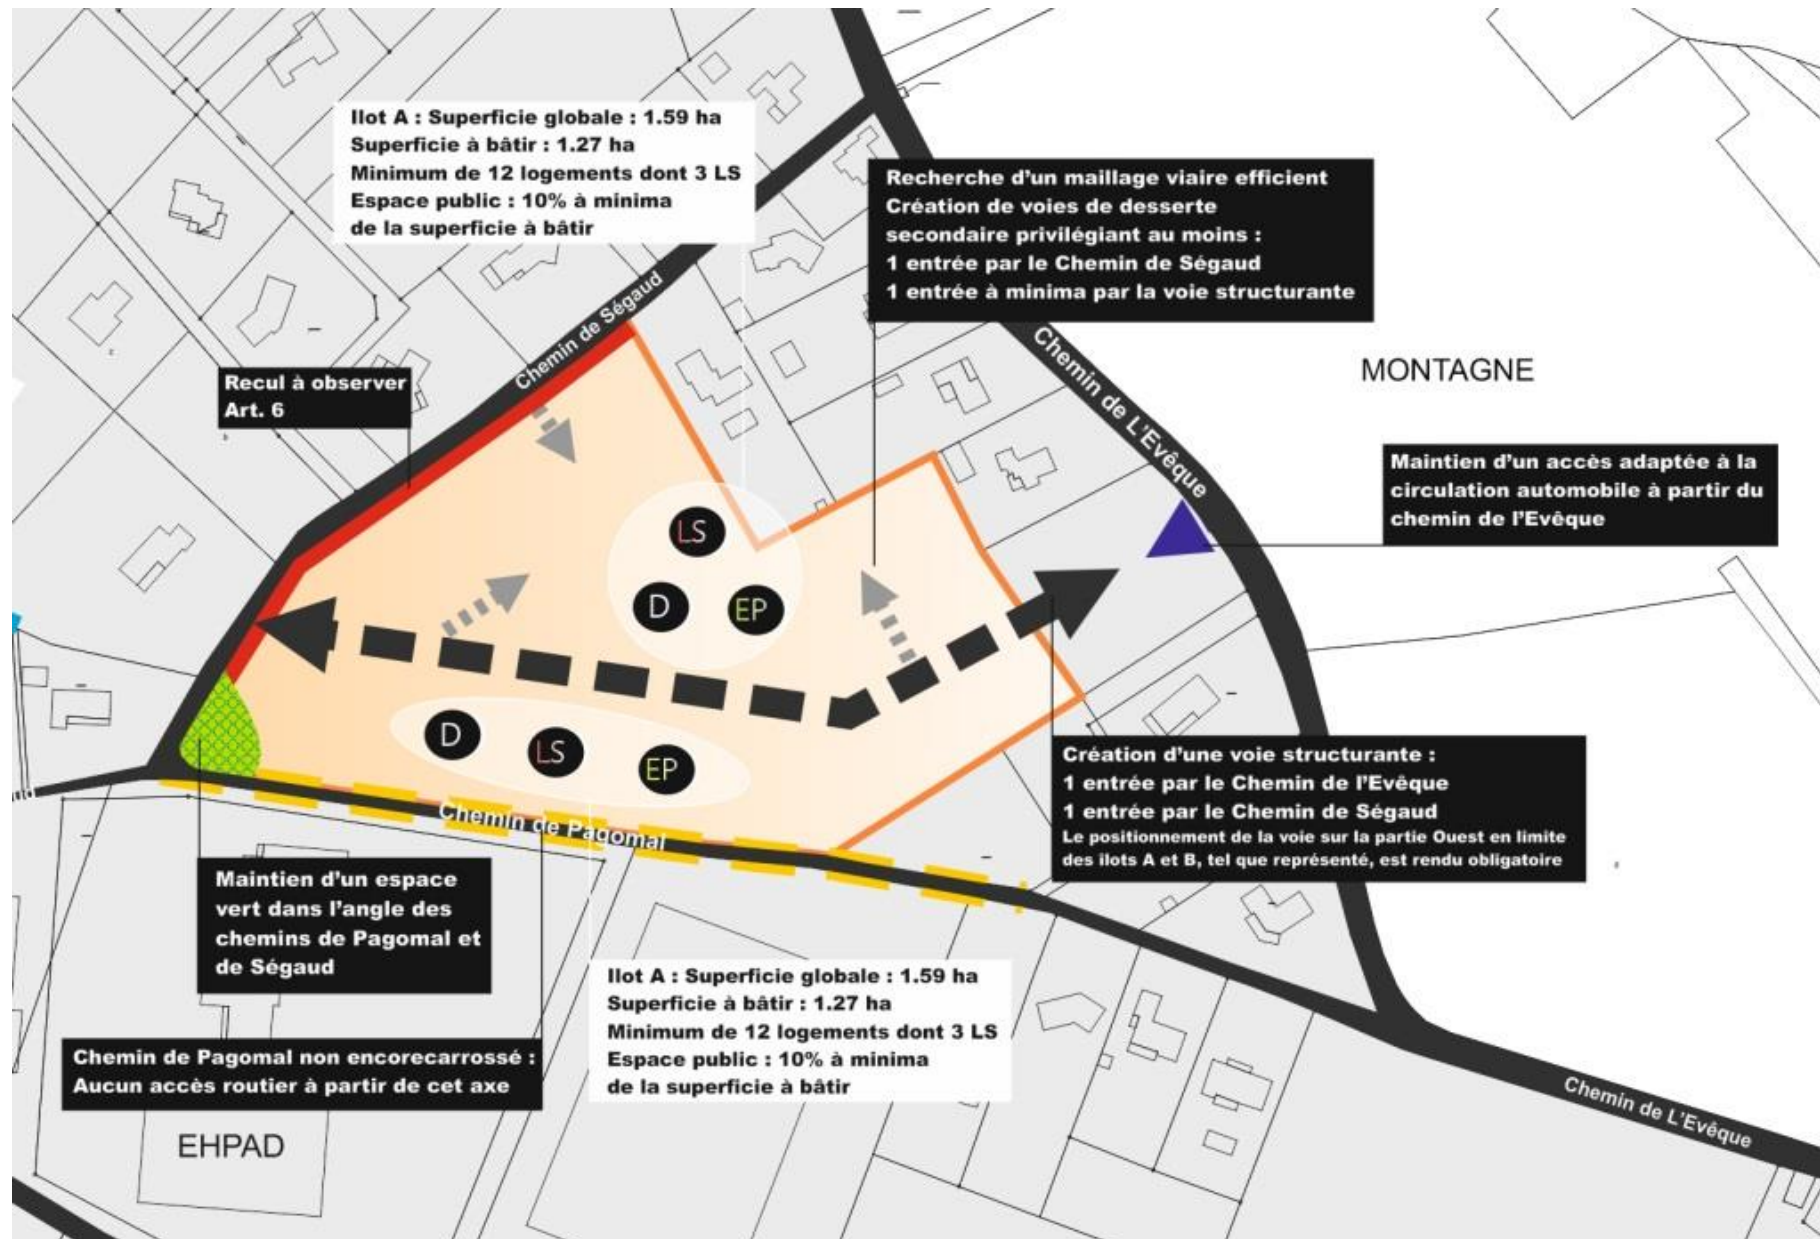 Ilot A : Superficie globale : 1.59 ha
Superficie à bâtir : 1.27 ha
Minimum de 12 logements dont 3 LS
Espace public : 10% à minima
de la superficie à bâtir
Recherche d'un maillage viaire efficient
Création de voies de desserte
secondaire privilégiant au moins :
1 entrée par le Chemin de Ségaud
1 entrée à minima par la voie structurante
Chemin de Ségaud
Chemin de L'Evêque
MONTAGNE
Recul à observer
Art. 6
Maintien d'un accès adaptée à la
circulation automobile à partir du
chemin de l'Evêque
LS
D
EP
D
LS
EP
Création d'une voie structurante :
1 entrée par le Chemin de l'Evêque
1 entrée par le Chemin de Ségaud
Le positionnement de la voie sur la partie Ouest en limite
des ilots A et B, tel que représenté, est rendu obligatoire
Chemin de Pagomal
Maintien d'un espace
vert dans l'angle des
chemins de Pagomal et
de Ségaud
Ilot A : Superficie globale : 1.59 ha
Superficie à bâtir : 1.27 ha
Minimum de 12 logements dont 3 LS
Espace public : 10% à minima
de la superficie à bâtir
Chemin de Pagomal non encorecarrossé :
Aucun accès routier à partir de cet axe
EHPAD
Chemin de L'Evêque